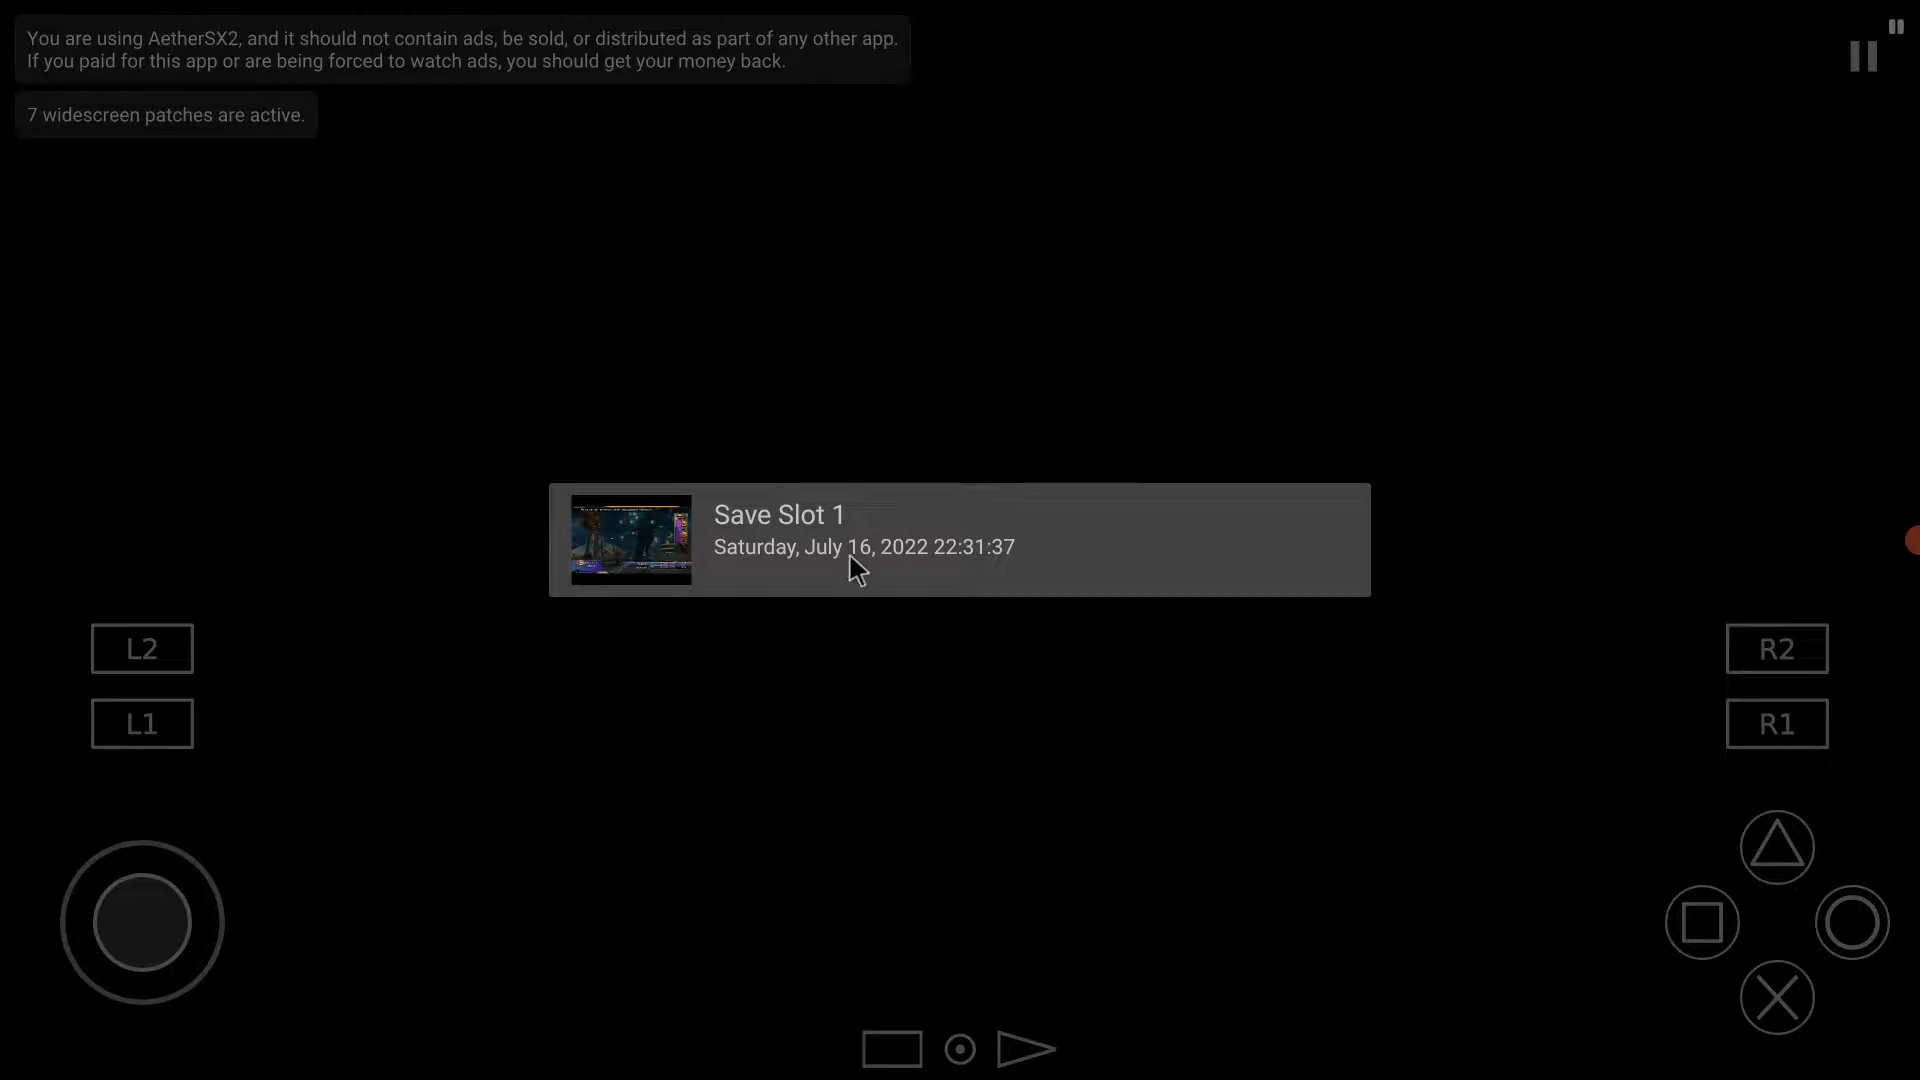 You are using AetherSX2, and it should not contain ads, be sold, or distributed as part of any other app.
If you paid for this app or are being forced to watch ads, you should get your money back.
7 widescreen patches are active.
Save Slot 1
Saturday, July 16, 2022 22:31:37
L2
R2
L1
R1